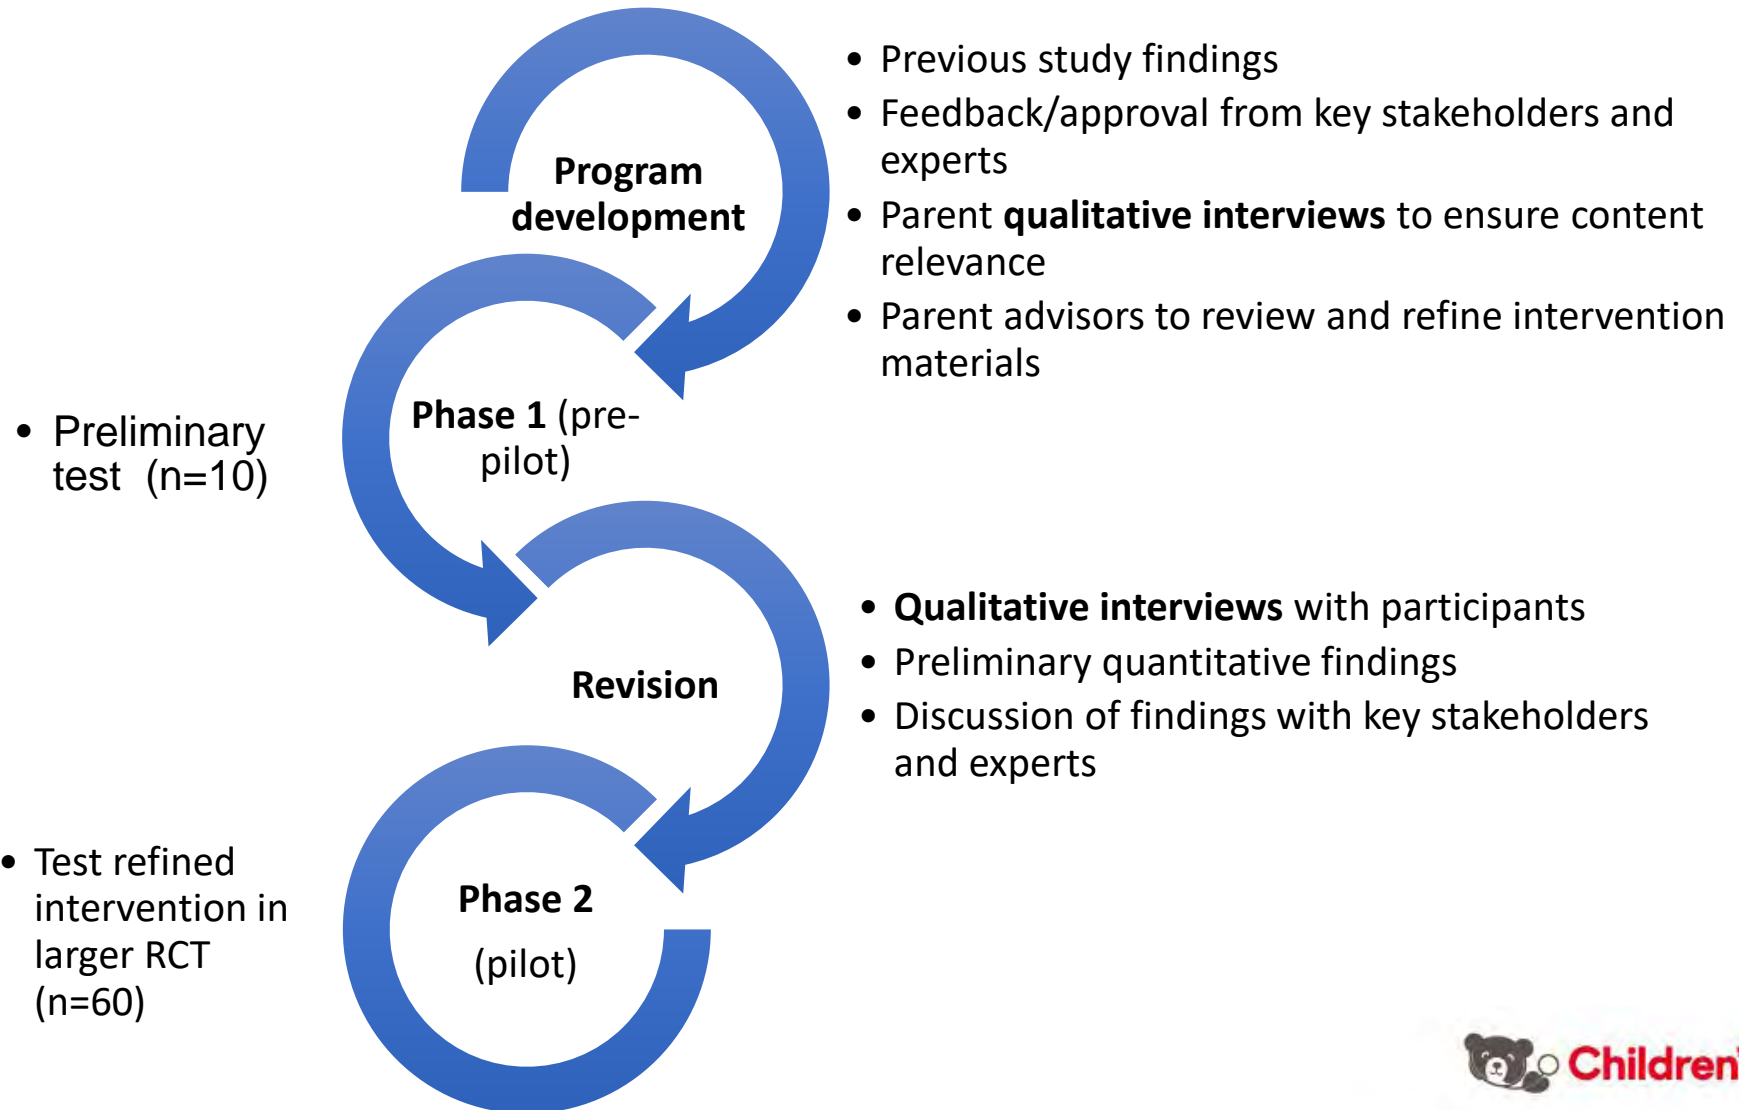 • Previous study findings
• Feedback/approval from key stakeholders and
experts
• Parent qualitative interviews to ensure content
relevance
• Parent advisors to review and refine intervention
materials
Program
development
• Preliminary
test (n=10)
Phase 1 (pre-
pilot)
Revision
• Qualitative interviews with participants
• Preliminary quantitative findings
• Discussion of findings with key stakeholders
and experts
• Test refined
intervention in
larger RCT
(n=60)
Phase 2
(pilot)
Children'